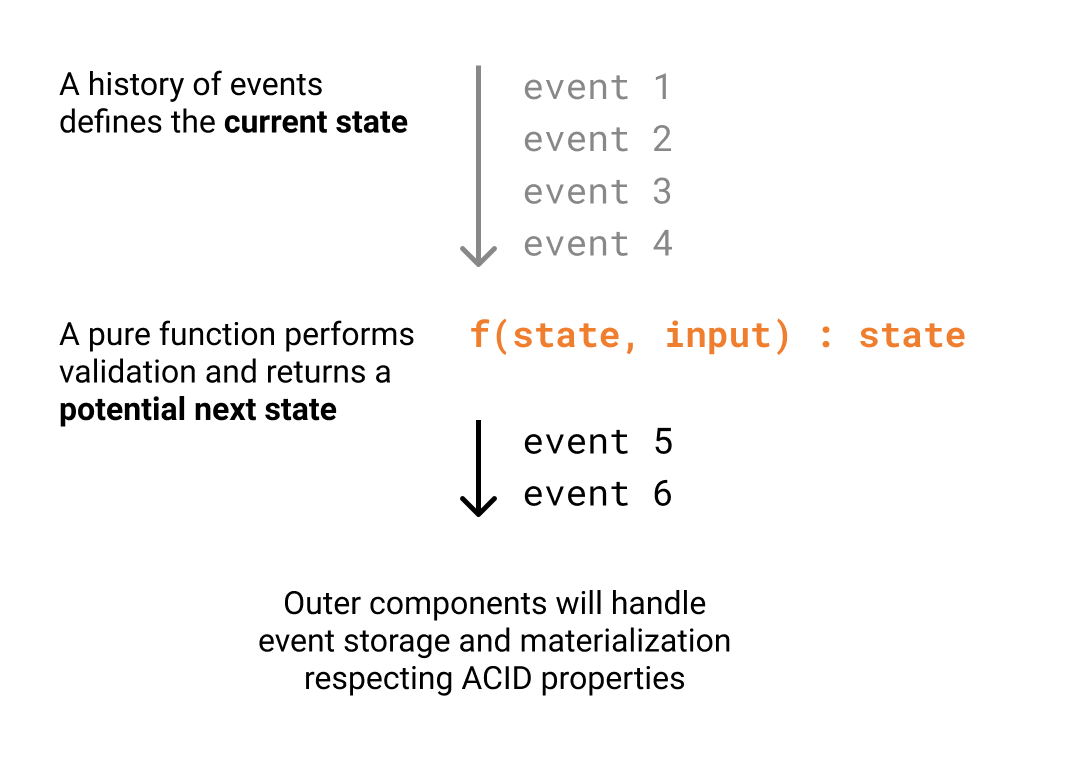 A history of events
defines the current state
event 1
event 2
event 3
event 4
A pure function performs
validation and returns a
potential next state
f(state, input) : state
event 5
event 6
Outer components will handle
event storage and materialization
respecting ACID properties